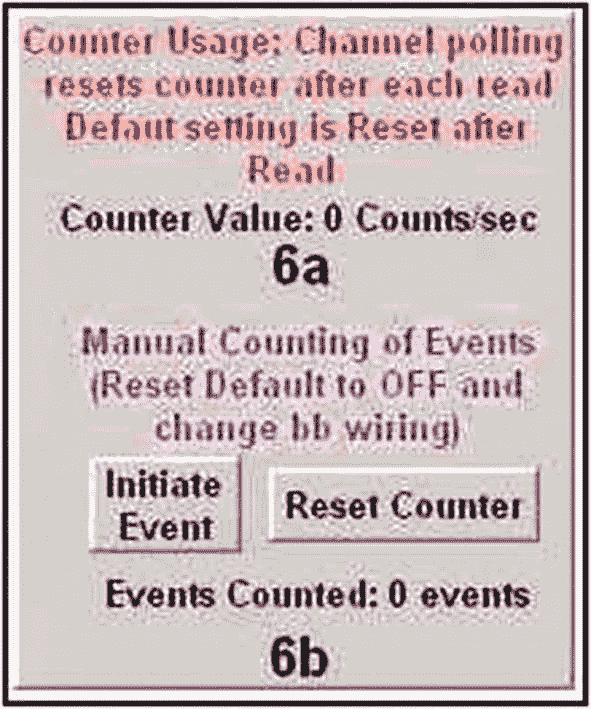 Counter Usage: Channel polling
resets counter after each read
Defaut setting is Reset after
Read
Counter Value: 0 Counts/sec
6a
Manual Counting of Events
(Reset Default to OFF and
change bb wiring)
Initiate
Event
Reset Counter
Events Counted: 0 events
6b